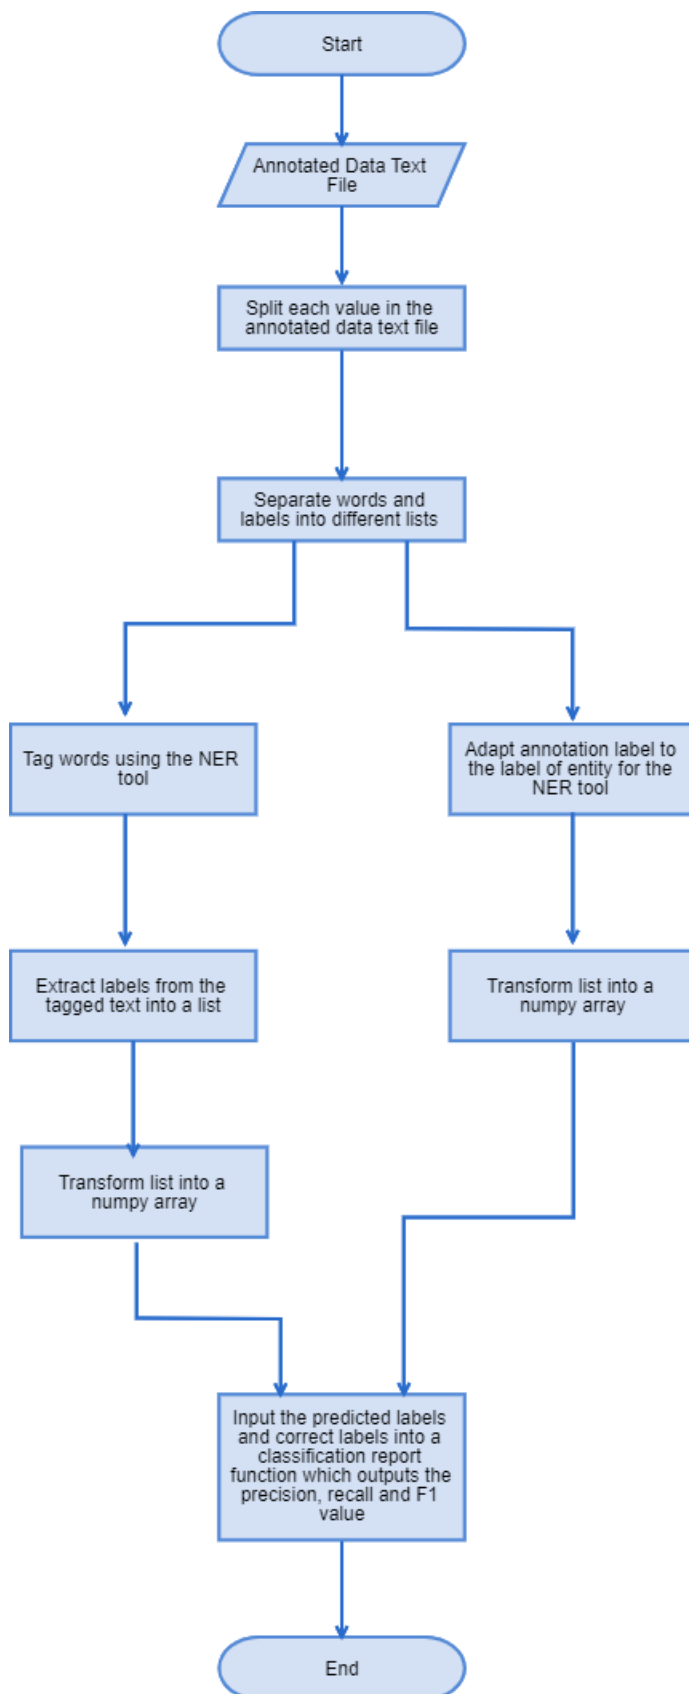 Start
Annotated Data Text
File
Split each value in the
annotated data text file
Separate words and
labels into different lists
Tag words using the NER
tool
Adapt annotation label to
the label of entity for the
NER tool
Extract labels from the
tagged text into a list
Transform list into a
numpy array
Transform list into a
numpy array
Input the predicted labels
and correct labels into a
classification report
function which outputs the
precision, recall and F1
value
End